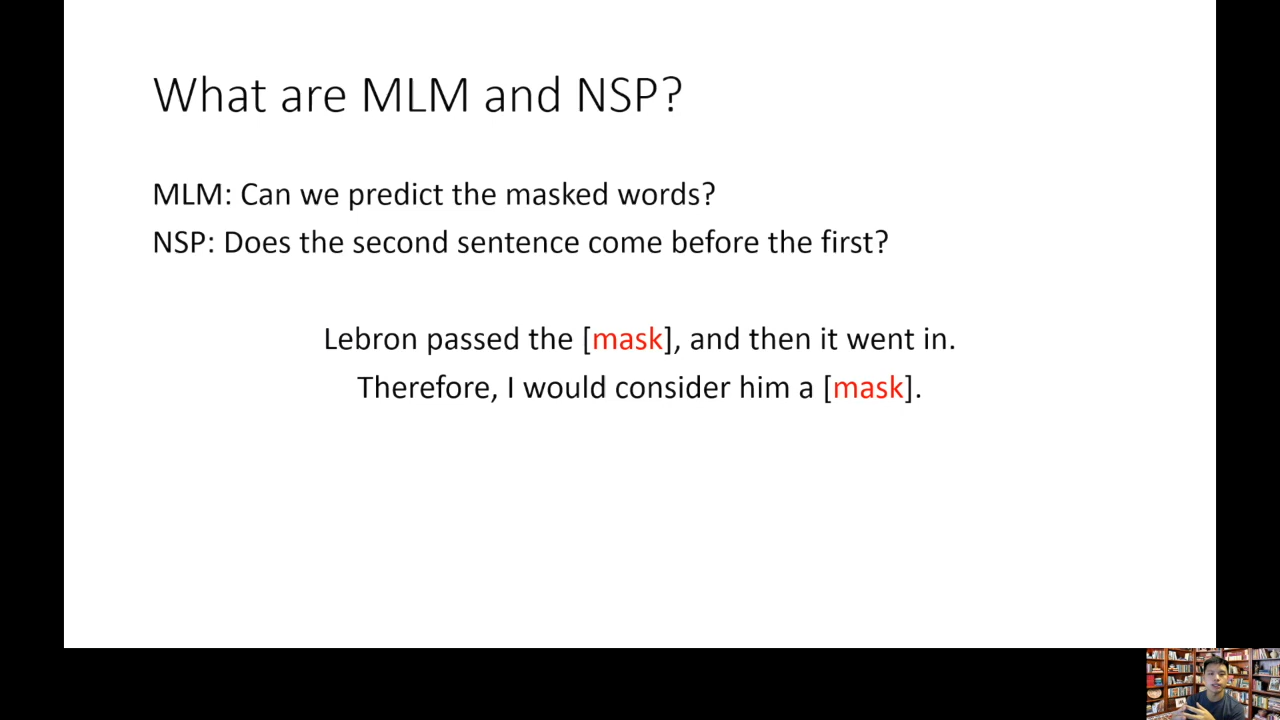 What are MLM and NSP?
MLM: Can we predict the masked words?
NSP: Does the second sentence come before the first?
Lebron passed the [mask], and then it went in.
Therefore, I would consider him a [mask].